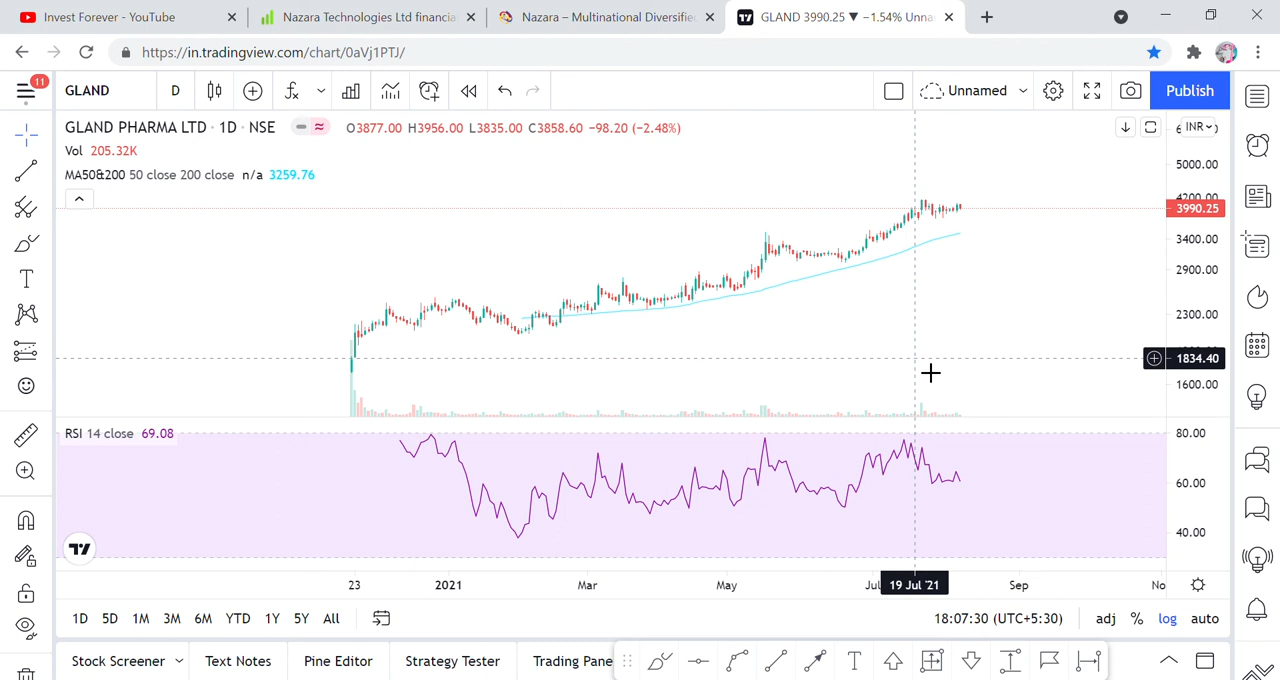 Invest Forever - YouTube
Nazara Technologies Ltd financia
Nazara – Multinational Diversifie
GLAND 3990.25 ▼ −1.54% Unna
https://in.tradingview.com/chart/0aVj1PTJ/
11
GLAND
D
Unnamed
Publish
GLAND PHARMA LTD · 1D · NSE
O3877.00 H3956.00 L3835.00 C3858.60 −98.20 (−2.48%)
INR
Vol 205.32K
5000.00
MA50&200 50 close 200 close n/a 3259.76
4200.00
3990.25
3400.00
2900.00
2300.00
1834.40
1600.00
RSI 14 close 69.08
80.00
60.00
40.00
23
2021
Mar
May
Jul
19 Jul '21
Sep
No
1D 5D 1M 3M 6M YTD 1Y 5Y All
18:07:30 (UTC+5:30)
adj % log auto
Stock Screener
Text Notes
Pine Editor
Strategy Tester
Trading Pane